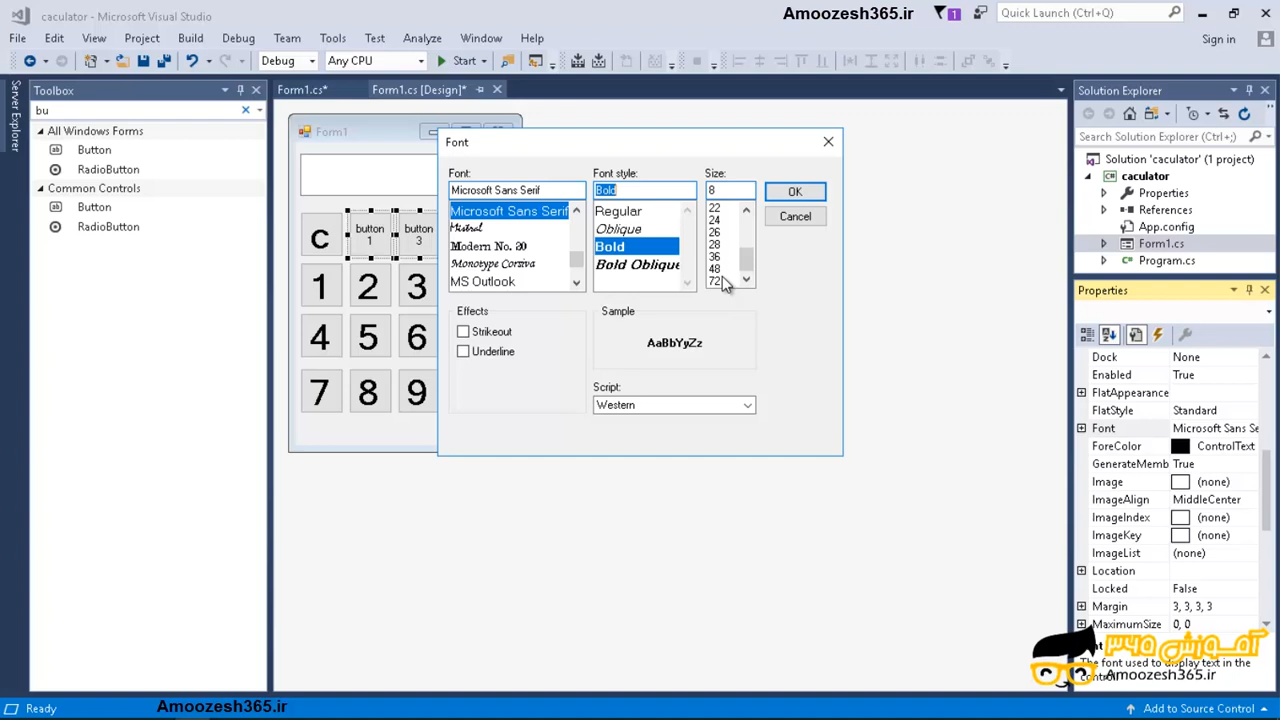 caculator - Microsoft Visual Studio
Amoozesh365.ir
1
Quick Launch (Ctrl+Q)
File Edit View Project Build Debug Team Tools Test Analyze Window Help
Sign in
Debug
Any CPU
Start
Server Explorer
Toolbox
bu
All Windows Forms
Button
RadioButton
Common Controls
Button
RadioButton
Form1.cs*
Form1.cs [Design]*
Form1
c
button
1
button
3
1 2 3
4 5 6
7 8 9
Font
Font:
Microsoft Sans Serif
Microsoft Sans Serif
Mistral
Modern No. 20
Monotype Corsiva
MS Outlook
Font style:
Bold
Regular
Oblique
Bold
Bold Oblique
Size:
8
22
24
26
28
36
48
72
OK
Cancel
Effects
Strikeout
Underline
Sample
AaBbYyZz
Script:
Western
Solution Explorer
Search Solution Explorer (Ctrl+;)
Solution 'caculator' (1 project)
caculator
Properties
References
App.config
Form1.cs
Program.cs
Properties
Dock None
Enabled True
FlatAppearance
FlatStyle Standard
Font Microsoft Sans Se
ForeColor ControlText
GenerateMemb True
Image (none)
ImageAlign MiddleCenter
ImageIndex (none)
ImageKey (none)
ImageList (none)
Location
Locked False
Margin 3, 3, 3, 3
MaximumSize 0, 0
The font used to display text in the
آموزش ۳۶۵
Amoozesh365.ir
Ready
Amoozesh365.ir
Add to Source Control